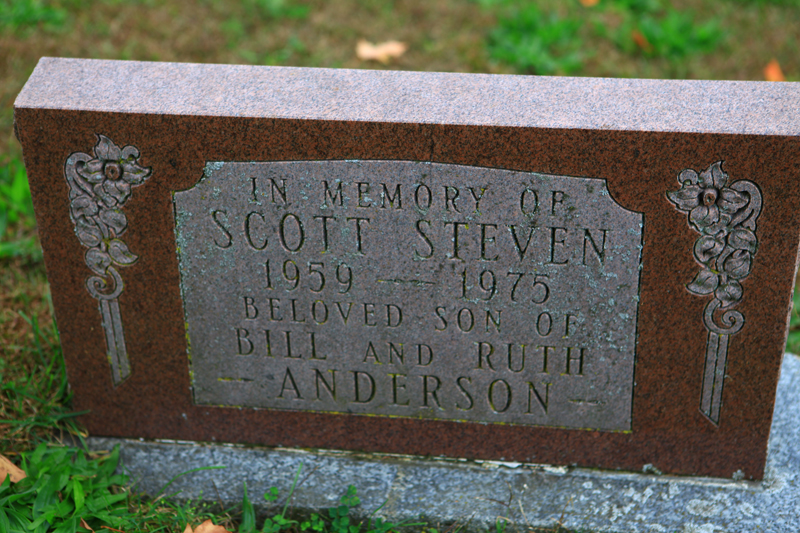 IN MEMORY OF
SCOTT STEVEN
1959 — 1975
BELOVED SON OF
BILL AND RUTH
— ANDERSON —